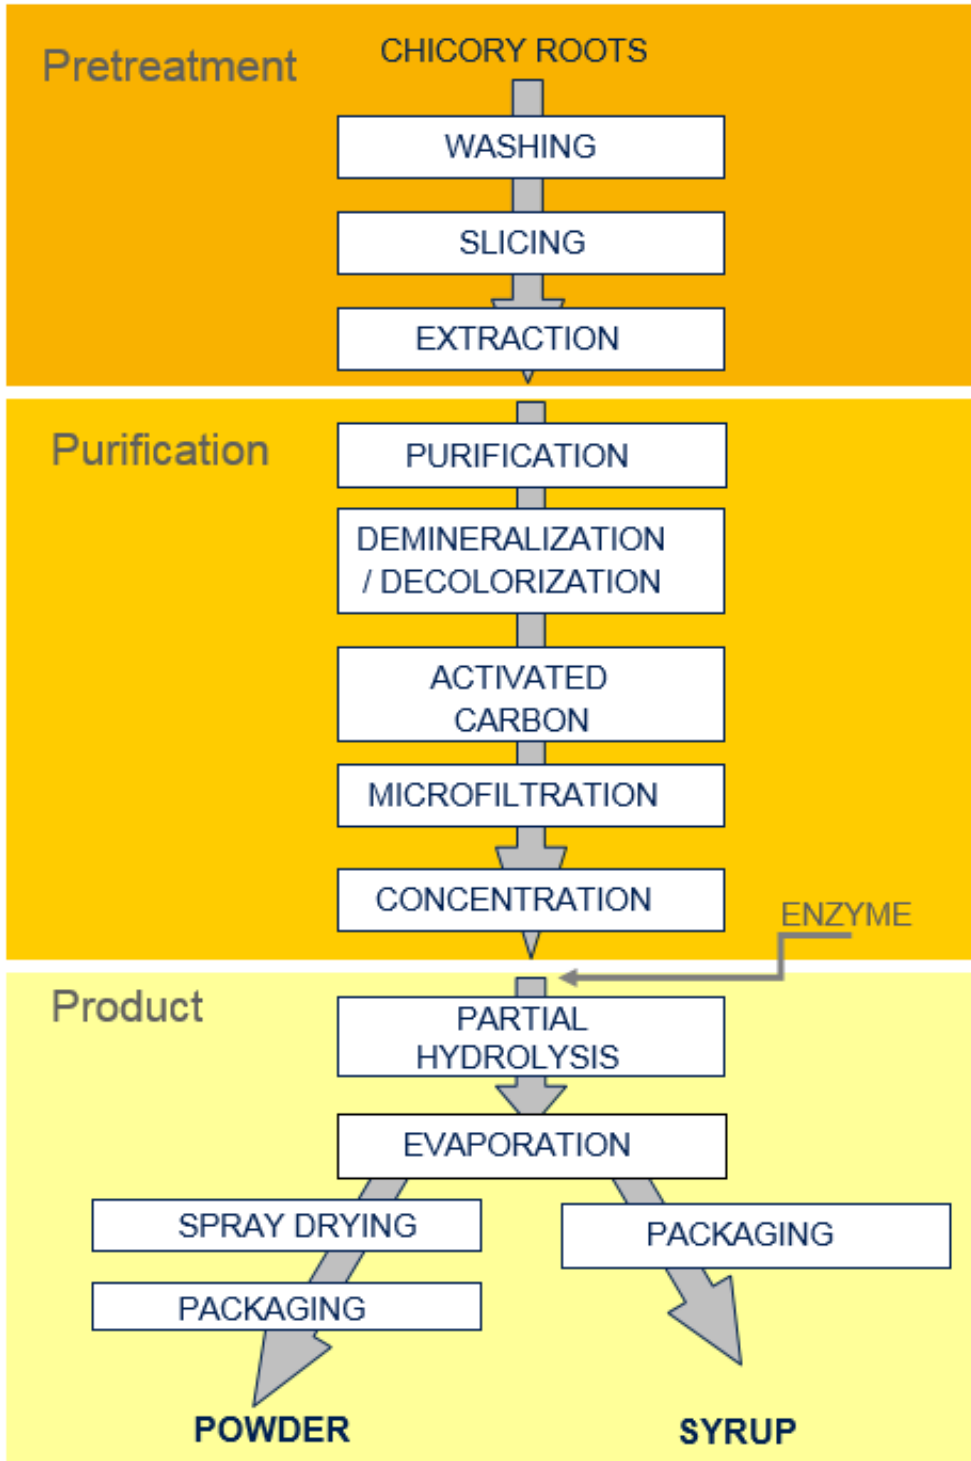 Pretreatment
CHICORY ROOTS
WASHING
SLICING
EXTRACTION
Purification
PURIFICATION
DEMINERALIZATION
/ DECOLORIZATION
ACTIVATED
CARBON
MICROFILTRATION
CONCENTRATION
ENZYME
Product
PARTIAL
HYDROLYSIS
EVAPORATION
SPRAY DRYING
PACKAGING
PACKAGING
POWDER
SYRUP